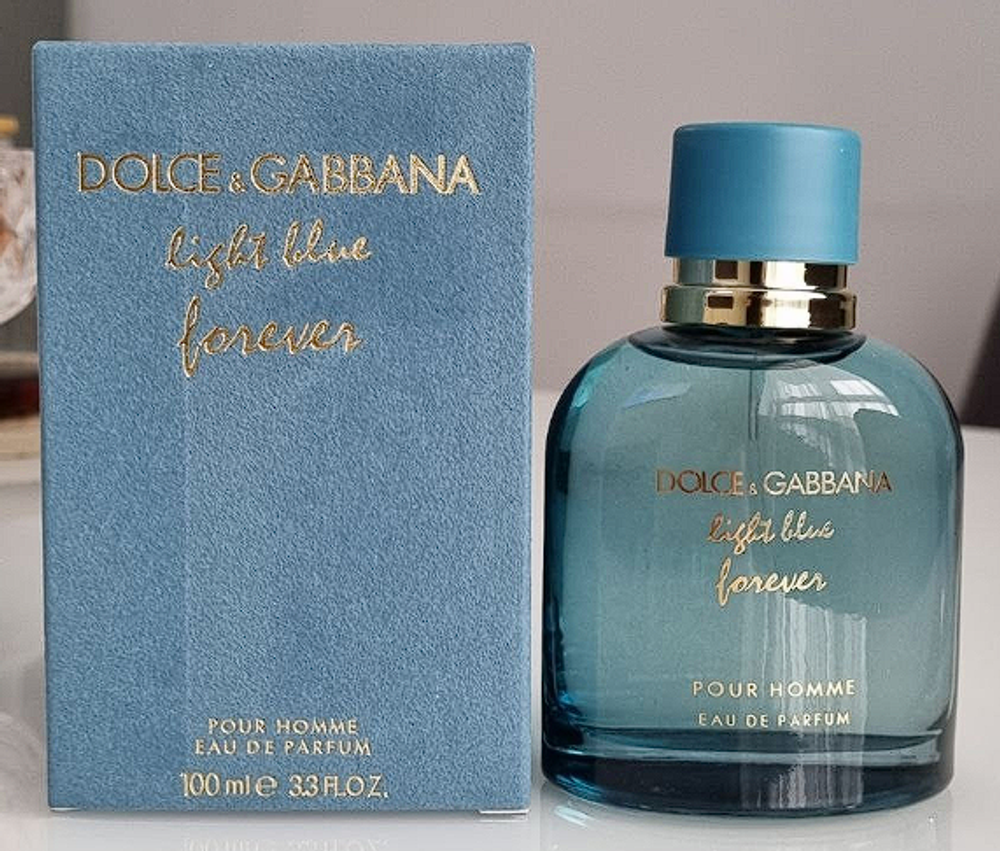 DOLCE & GABBANA
light blue
forever
POUR HOMME
EAU DE PARFUM
100 ml e 3.3 FL.OZ.
DOLCE & GABBANA
light blue
forever
POUR HOMME
EAU DE PARFUM